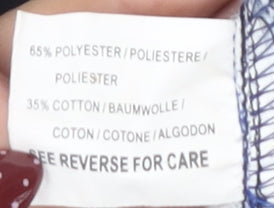 65% POLYESTER / POLIESTERE /
POLIESTER
35% COTTON / BAUMWOLLE /
COTON / COTONE / ALGODON
SEE REVERSE FOR CARE